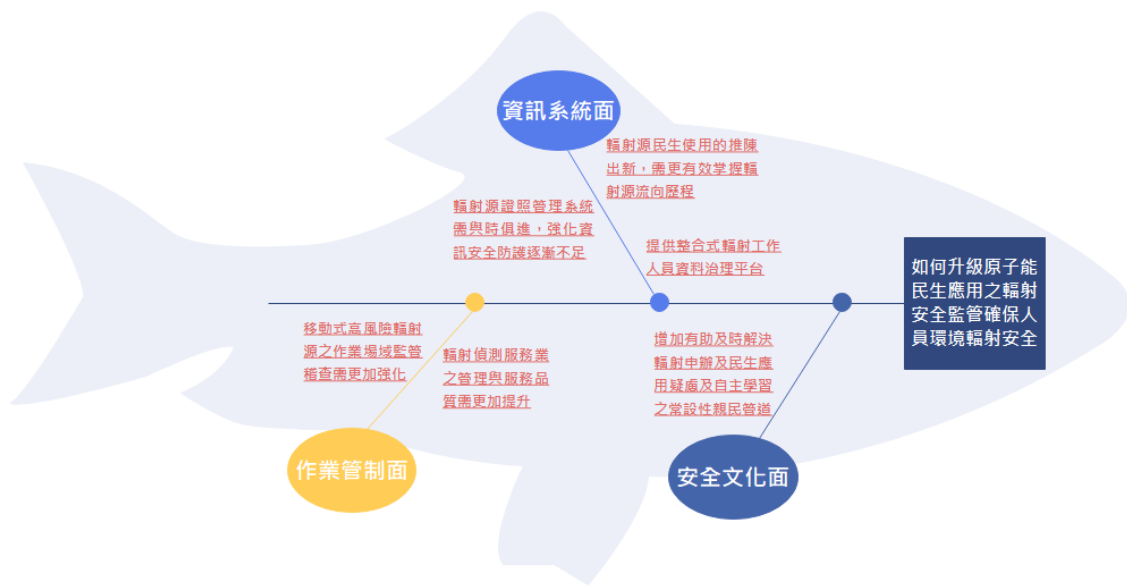 資訊系統面
輻射源民生使用的推陳
出新，需更有效掌握輻
射源流向歷程
輻射源證照管理系統
需與時俱進，強化資
訊安全防護逐漸不足
提供整合式輻射工作
人員資料治理平台
如何升級原子能
民生應用之輻射
安全監管確保人
員環境輻射安全
移動式高風險輻射
源之作業場域監管
稽查需更加強化
輻射偵測服務業
之管理與服務品
質需更加提升
增加有助及時解決
輻射申辦及民生應
用疑慮及自主學習
之常設性親民管道
作業管制面
安全文化面